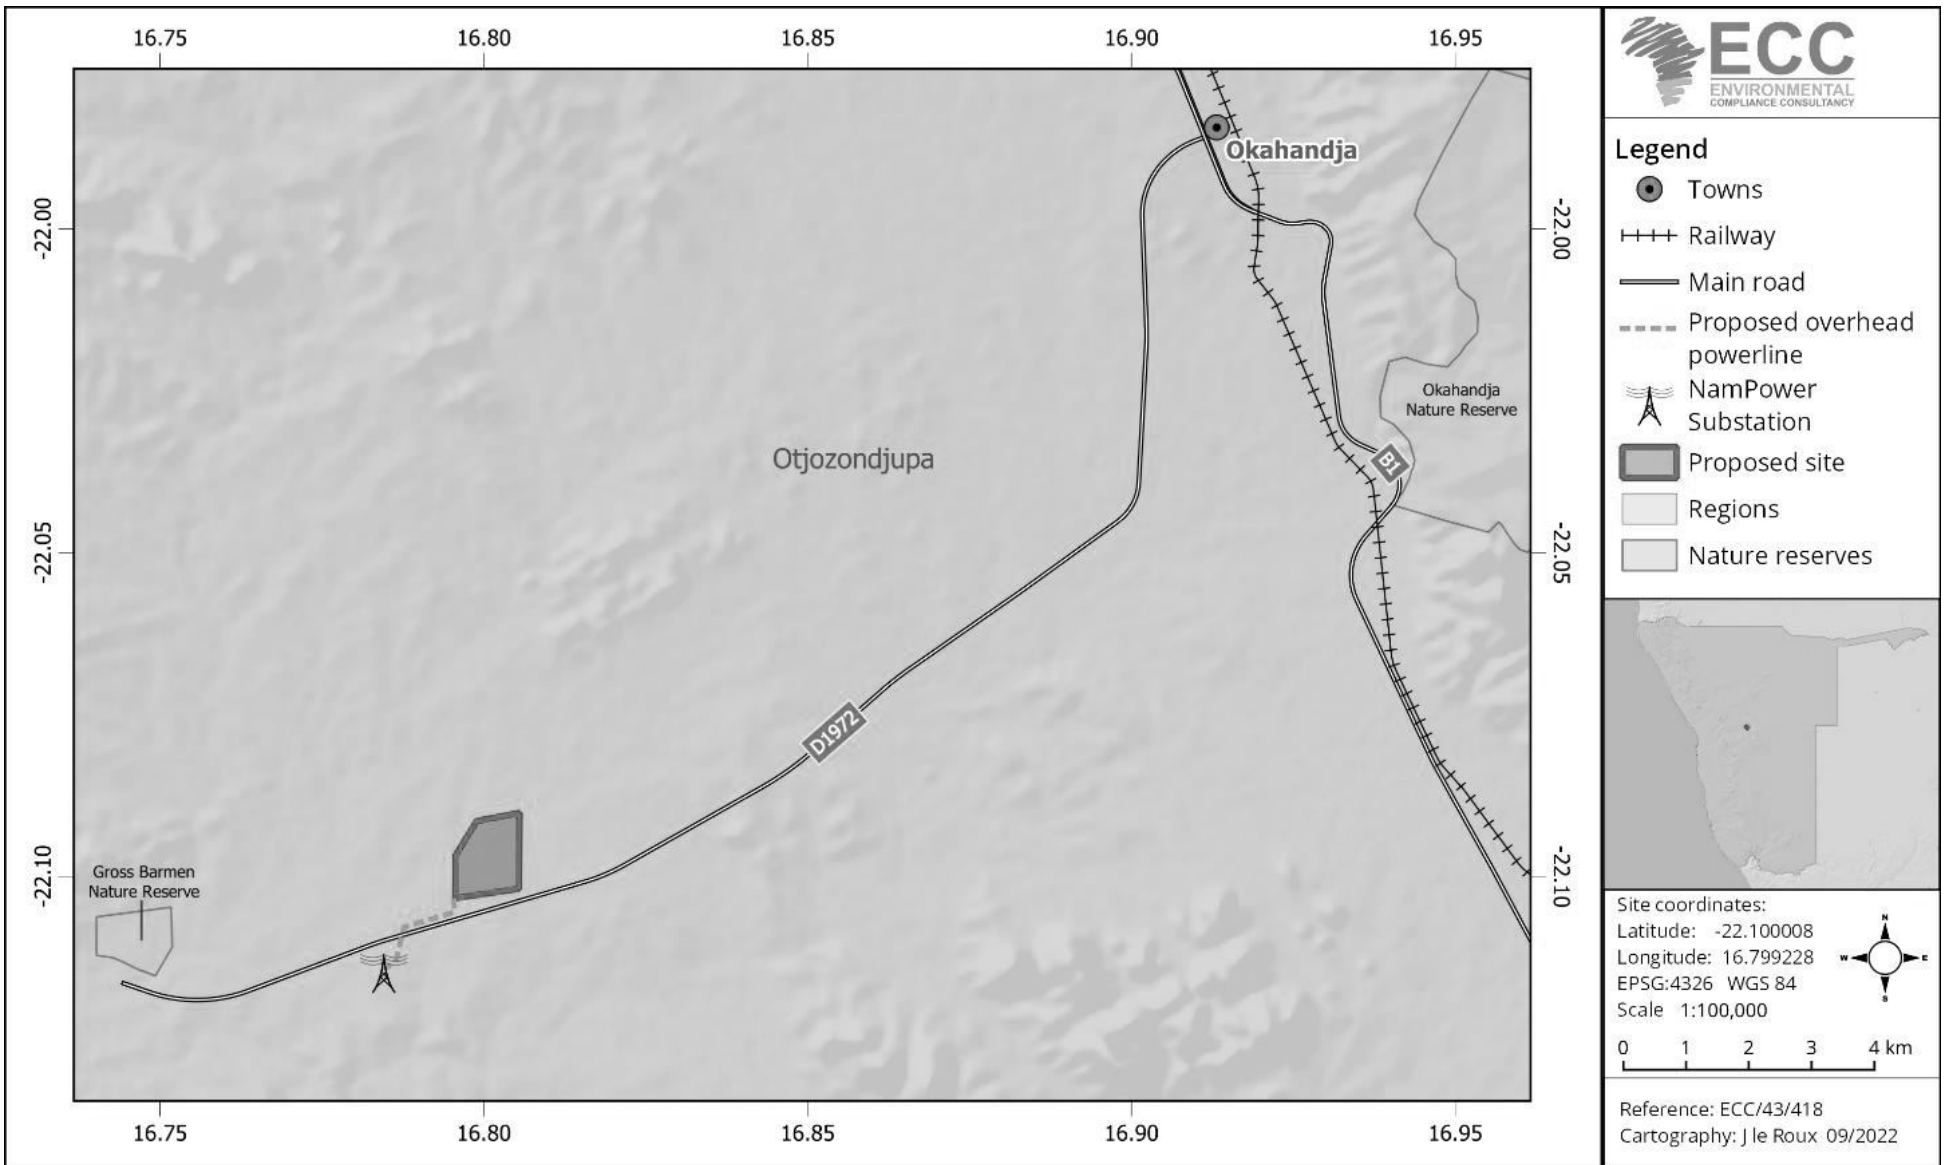 16.75
16.80
16.85
16.90
16.95
-22.00
-22.05
-22.10
Okahandja
Okahandja
Nature Reserve
B1
Otjozondjupa
D1972
Gross Barmen
Nature Reserve
-22.00
-22.05
-22.10
16.75
16.80
16.85
16.90
16.95
ECC
ENVIRONMENTAL
COMPLIANCE CONSULTANCY
Legend
Towns
Railway
Main road
Proposed overhead
powerline
NamPower
Substation
Proposed site
Regions
Nature reserves
Site coordinates:
Latitude: -22.100008
Longitude: 16.799228
EPSG:4326 WGS 84
Scale 1:100,000
N
W E
S
0 1 2 3 4 km
Reference: ECC/43/418
Cartography: J le Roux 09/2022